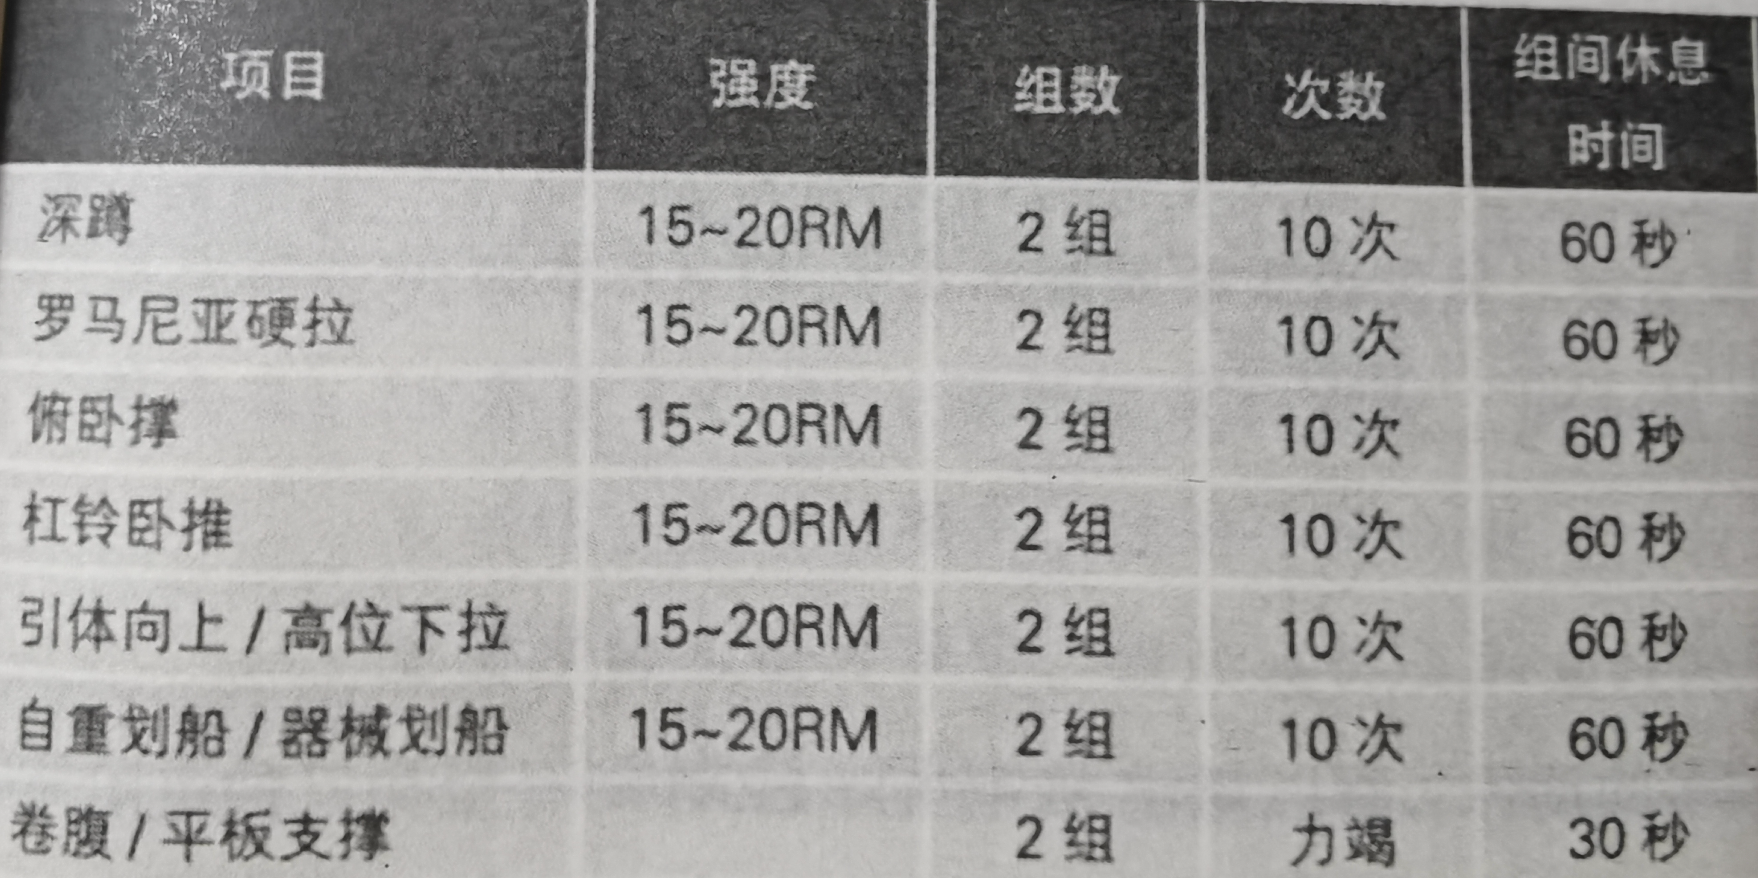 项目 强度 组数 次数 组间休息时间
深蹲 15~20RM 2 组 10 次 60 秒
罗马尼亚硬拉 15~20RM 2 组 10 次 60 秒
俯卧撑 15~20RM 2 组 10 次 60 秒
杠铃卧推 15~20RM 2 组 10 次 60 秒
引体向上 / 高位下拉 15~20RM 2 组 10 次 60 秒
自重划船 / 器械划船 15~20RM 2 组 10 次 60 秒
卷腹 / 平板支撑 2 组 力竭 30 秒